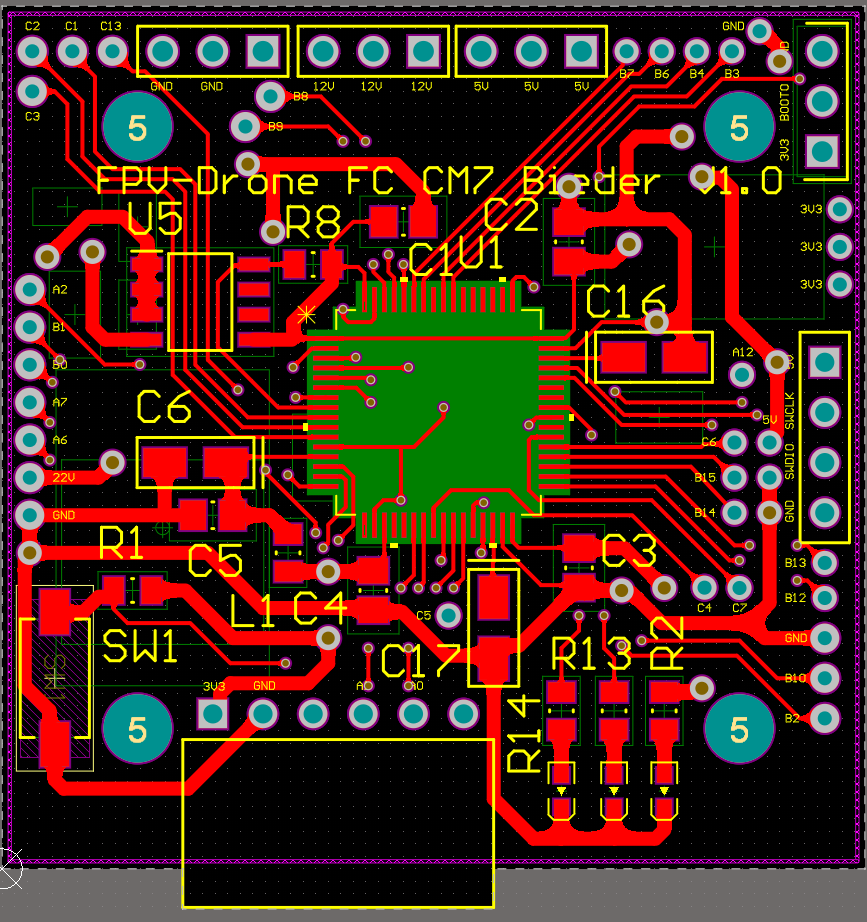 C2 C1 C13 GND
B7 B6 B4 B3
GND GND 12V 12V 12V 5V 5V 5V
C3 B8
B9
5 5
BOOT0
3V3
FPV-Drone FC CM7 Bieder V1.0
U5 R8 C2
3V3
C1 U1
3V3
3V3
A2 C16
B1
A12 5V
B0
SWCLK
A7 C6
5V
A6 C6
SWDIO
22V B15
GND B14 GND
R1 C5 C3
B13
L1 C4 C5 C4 C7 B12
SW1 C17 R13 R2 GND
SW1
3V3 GND A0 B10
5 R14 5 B2